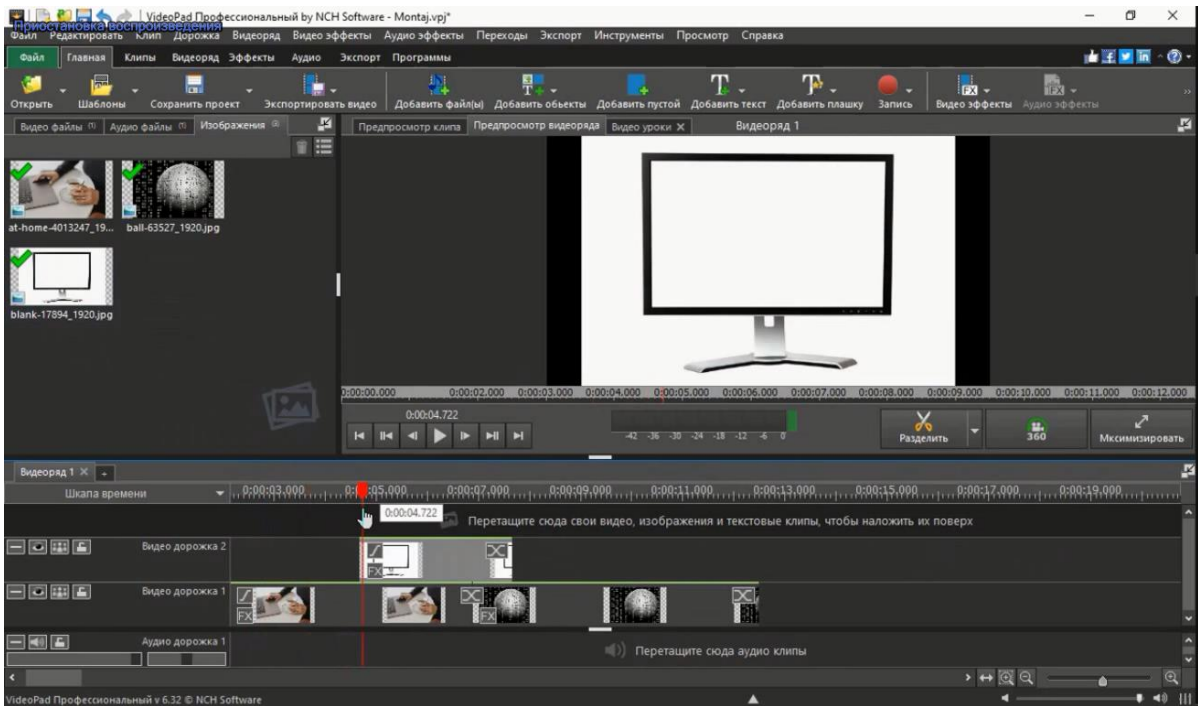 VideoPad Профессиональный by NCH Software - Montaj.vpj*
Приостановка воспроизведения
Файл Редактировать Клип Дорожка Видеоряд Видео эффекты Аудио эффекты Переходы Экспорт Инструменты Просмотр Справка
Файл Главная Клипы Видеоряд Эффекты Аудио Экспорт Программы
Открыть Шаблоны Сохранить проект Экспортировать видео Добавить файл(ы) Добавить объекты Добавить пустой Добавить текст Добавить плашку Запись Видео эффекты Аудио эффекты
Видео файлы (1) Аудио файлы (1) Изображения Предпросмотр клипа Предпросмотр видеоряда Видео уроки Видеоряд 1
at-home-4013247_19... ball-63527_1920.jpg
blank-17894_1920.jpg
0:00:00.000 0:00:02.000 0:00:03.000 0:00:04.000 0:00:05.000 0:00:06.000 0:00:07.000 0:00:08.000 0:00:09.000 0:00:10.000 0:00:11.000 0:00:12.000
0:00:04.722
-42 -36 -30 -24 -18 -12 -6 0
Разделить 360 Мксимизировать
Видеоряд 1
Шкала времени 0:00:03.000 05.000 0:00:07.000 0:00:09.000 0:00:11.000 0:00:13.000 0:00:15.000 0:00:17.000 0:00:19.000
0:00:04.722
Перетащите сюда свои видео, изображения и текстовые клипы, чтобы наложить их поверх
Видео дорожка 2
FX
Видео дорожка 1
FX FX
Аудио дорожка 1
Перетащите сюда аудио клипы
VideoPad Профессиональный v 6.32 © NCH Software